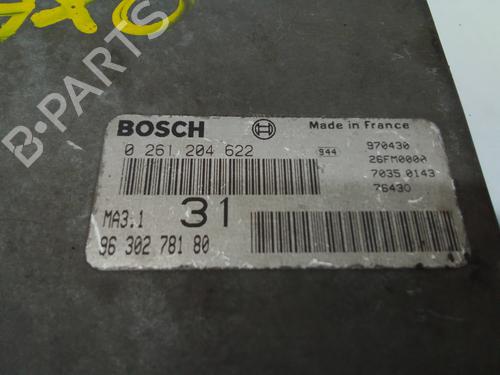 B-PARTS
BOSCH
Made in France
0 261 204 622
944
970430
26FM0000
7035 0143
76430
MA3.1
31
96 302 781 80